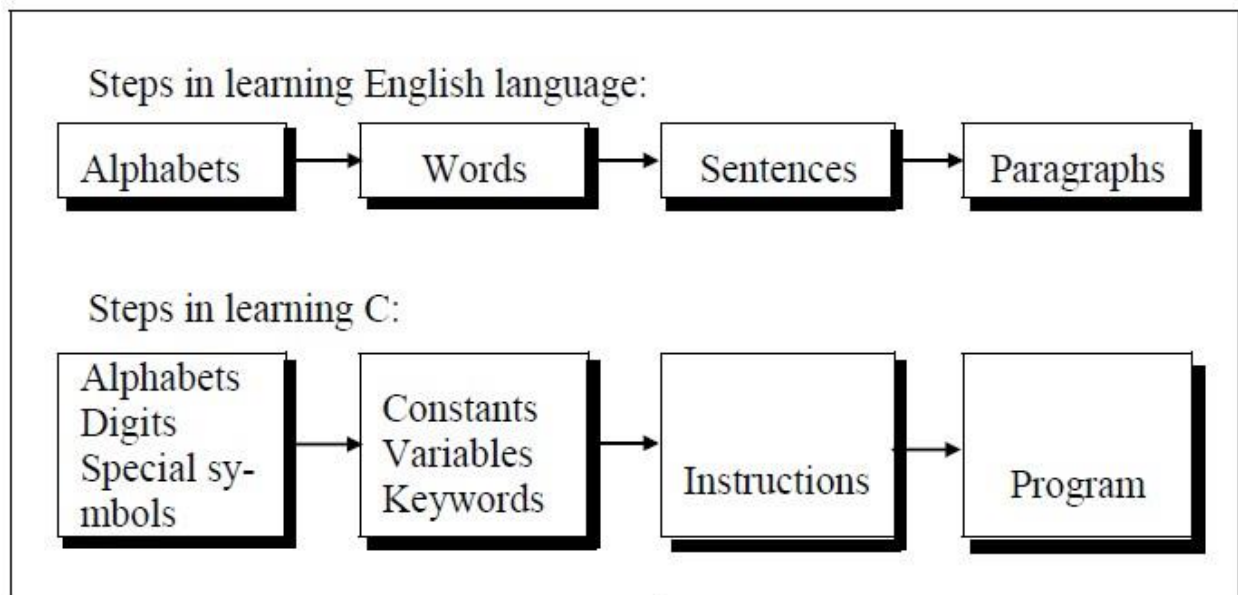 Steps in learning English language:
Alphabets
Words
Sentences
Paragraphs
Steps in learning C:
Alphabets
Digits
Special sy-
mbols
Constants
Variables
Keywords
Instructions
Program